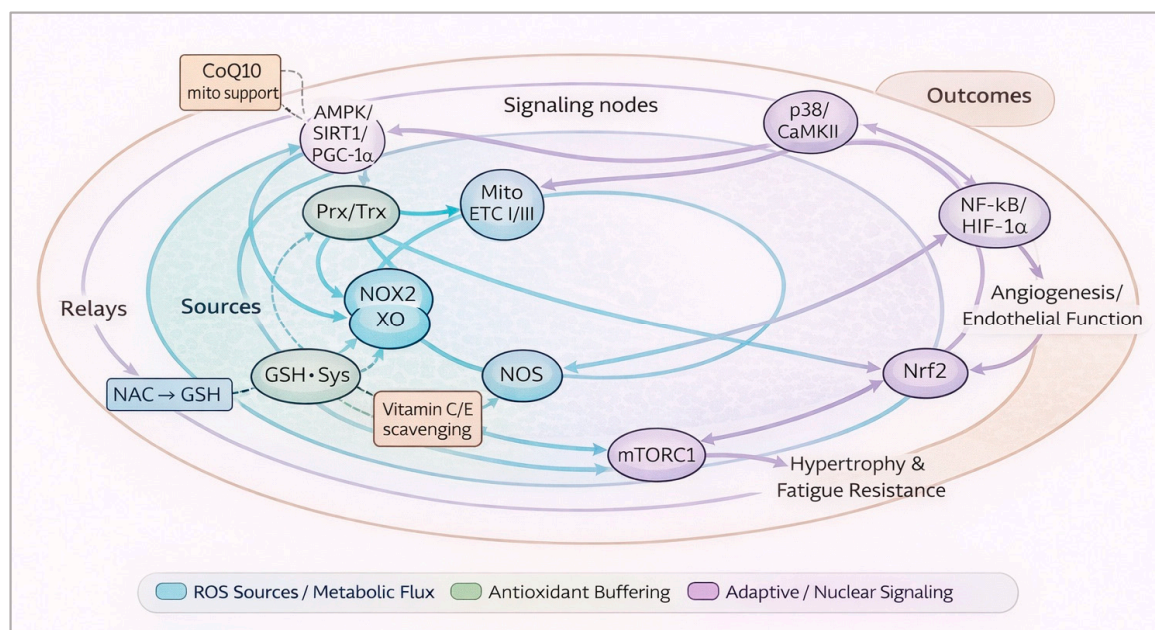 CoQ10
mito support
AMPK/
SIRT1/
PGC-1α
Signaling nodes
p38/
CaMKII
Outcomes
Prx/Trx
Mito
ETC I/III
NF-kB/
HIF-1α
Relays
Sources
NOX2
XO
Angiogenesis/
Endothelial Function
GSH•Sys
NOS
Nrf2
NAC → GSH
Vitamin C/E
scavenging
mTORC1
Hypertrophy &
Fatigue Resistance
ROS Sources / Metabolic Flux
Antioxidant Buffering
Adaptive / Nuclear Signaling